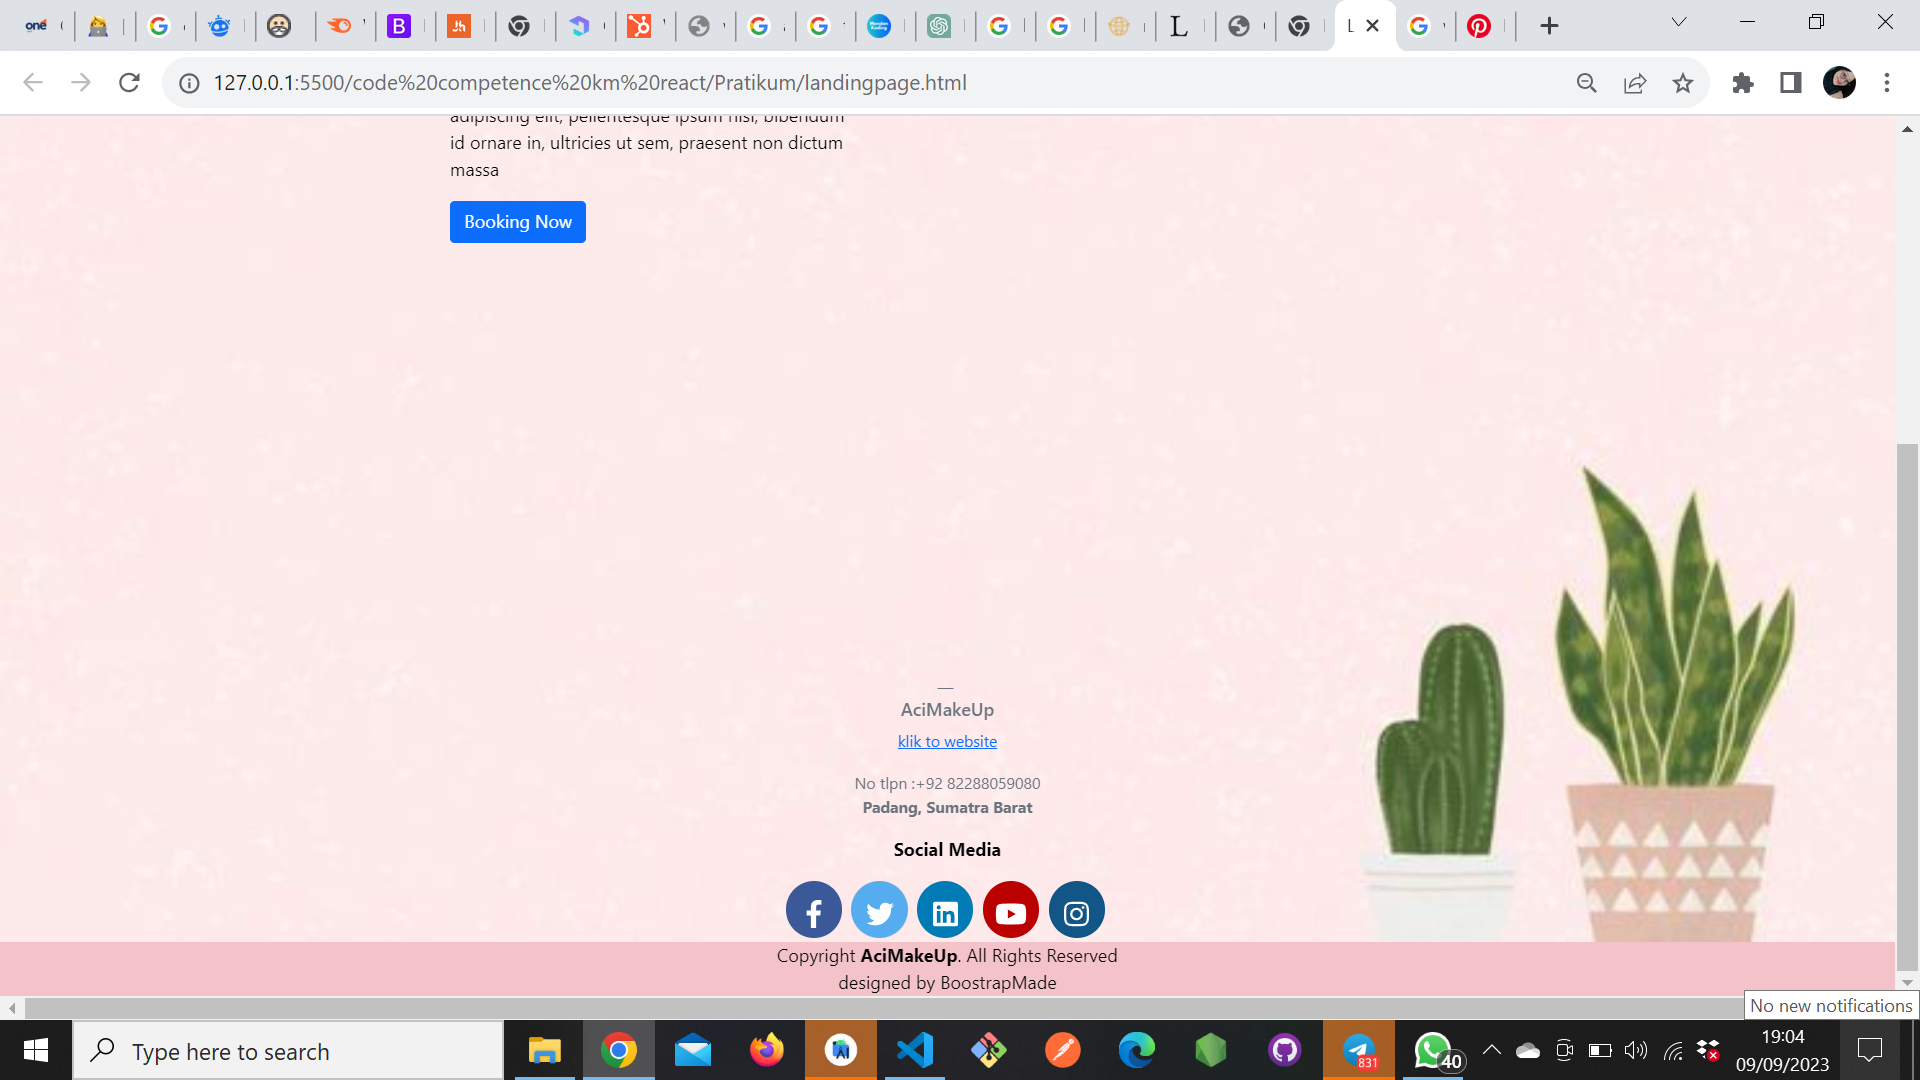 one
127.0.0.1:5500/code%20competence%20km%20react/Pratikum/landingpage.html
adipiscing elit, pellentesque ipsum nisi, bibendum
id ornare in, ultricies ut sem, praesent non dictum
massa
Booking Now
AciMakeUp
klik to website
No tlpn :+92 82288059080
Padang, Sumatra Barat
Social Media
Copyright AciMakeUp. All Rights Reserved
designed by BoostrapMade
No new notifications
Type here to search
831
40
19:04
09/09/2023